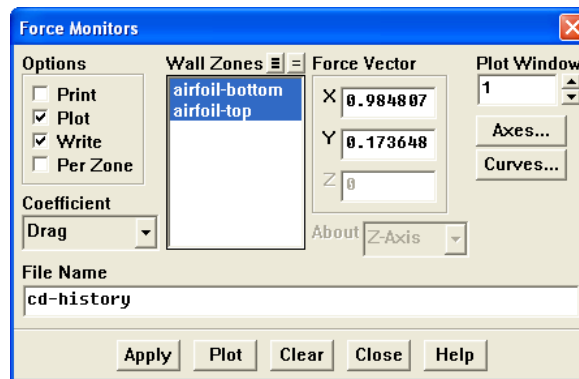 Force Monitors
Options
Print
Plot
Write
Per Zone
Coefficient
Drag
Wall Zones
airfoil-bottom
airfoil-top
Force Vector
X 0.984807
Y 0.173648
Z 0
About Z-Axis
Plot Window
1
Axes...
Curves...
File Name
cd-history
Apply Plot Clear Close Help